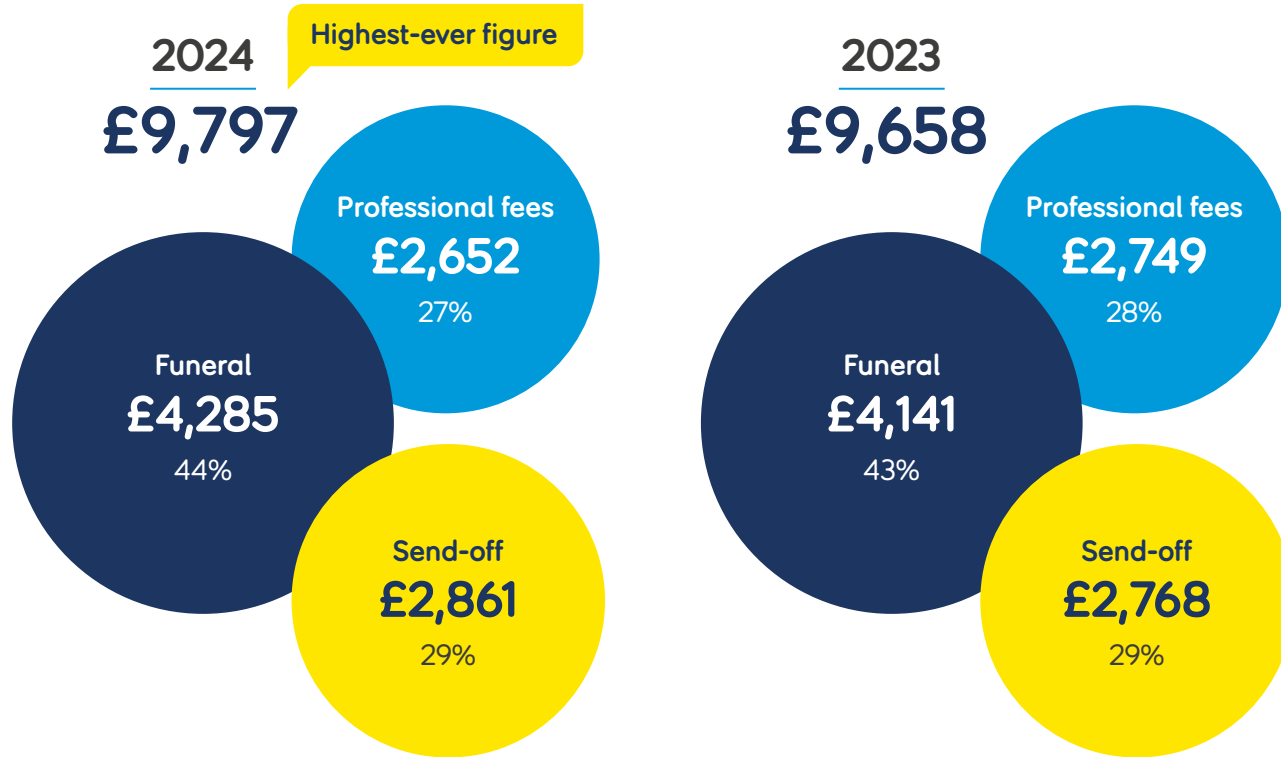 2024
Highest-ever figure
£9,797
Professional fees
£2,652
27%
Funeral
£4,285
44%
Send-off
£2,861
29%
2023
£9,658
Professional fees
£2,749
28%
Funeral
£4,141
43%
Send-off
£2,768
29%